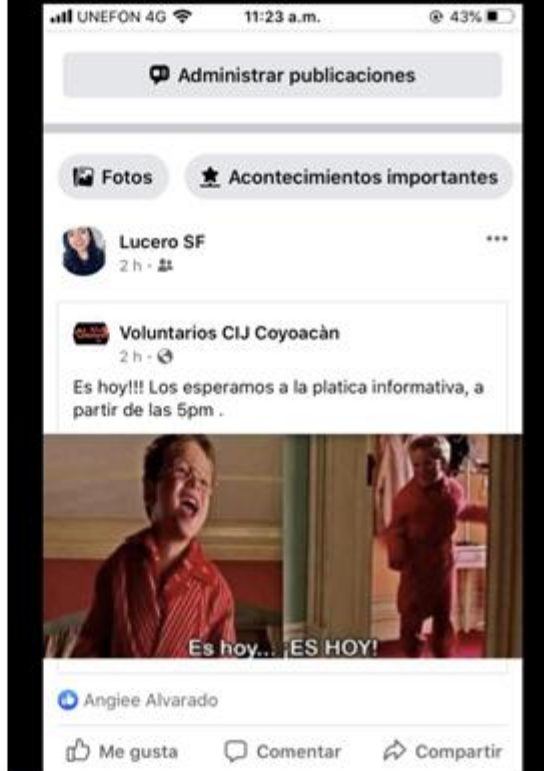 UNEFON 4G 11:23 a.m. 43%
Administrar publicaciones
Fotos Acontecimientos importantes
Lucero SF
2 h
Voluntarios CIJ Coyoacàn
2 h
Es hoy!!! Los esperamos a la platica informativa, a
partir de las 5pm .
Es hoy... ¡ES HOY!
Angiee Alvarado
Me gusta Comentar Compartir